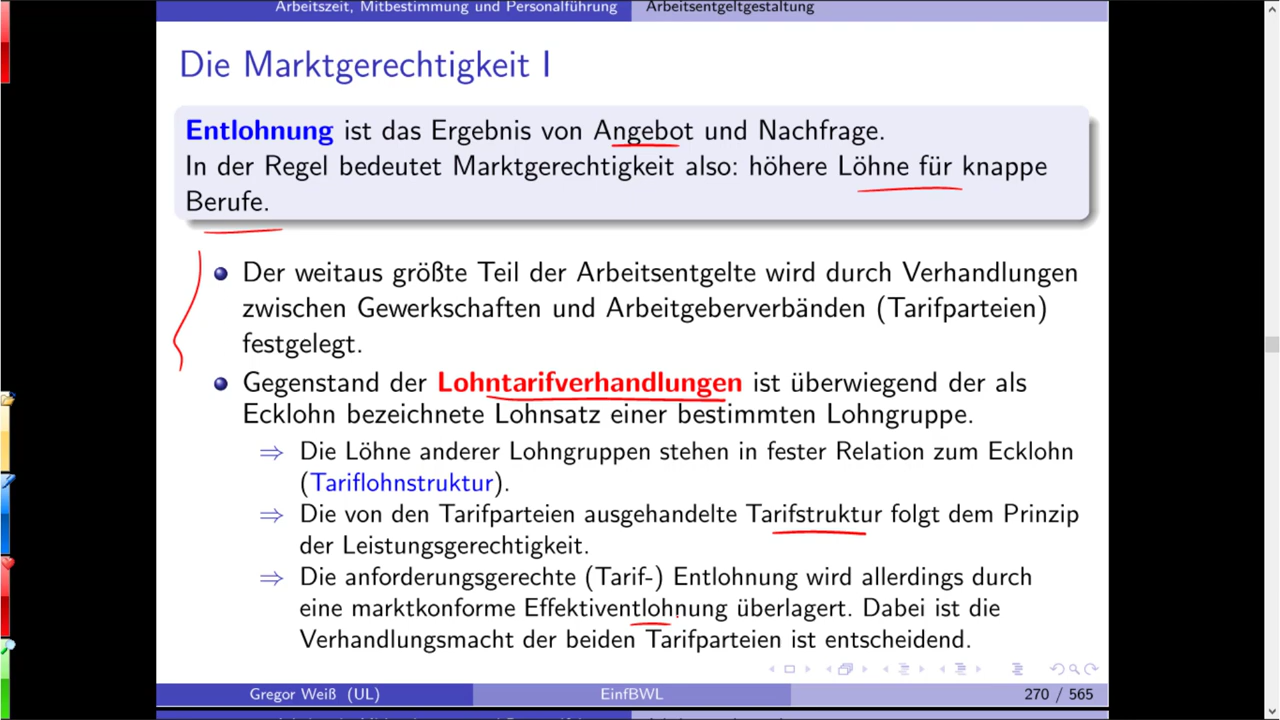 Arbeitszeit, Mitbestimmung und Personalführung Arbeitsentgeltgestaltung
Die Marktgerechtigkeit I
Entlohnung ist das Ergebnis von Angebot und Nachfrage.
In der Regel bedeutet Marktgerechtigkeit also: höhere Löhne für knappe
Berufe.
Der weitaus größte Teil der Arbeitsentgelte wird durch Verhandlungen
zwischen Gewerkschaften und Arbeitgeberverbänden (Tarifparteien)
festgelegt.
Gegenstand der Lohntarifverhandlungen ist überwiegend der als
Ecklohn bezeichnete Lohnsatz einer bestimmten Lohngruppe.
⇒ Die Löhne anderer Lohngruppen stehen in fester Relation zum Ecklohn
(Tariflohnstruktur).
⇒ Die von den Tarifparteien ausgehandelte Tarifstruktur folgt dem Prinzip
der Leistungsgerechtigkeit.
⇒ Die anforderungsgerechte (Tarif-) Entlohnung wird allerdings durch
eine marktkonforme Effektiventlohnung überlagert. Dabei ist die
Verhandlungsmacht der beiden Tarifparteien ist entscheidend.
Gregor Weiß (UL) EinfBWL 270 / 565